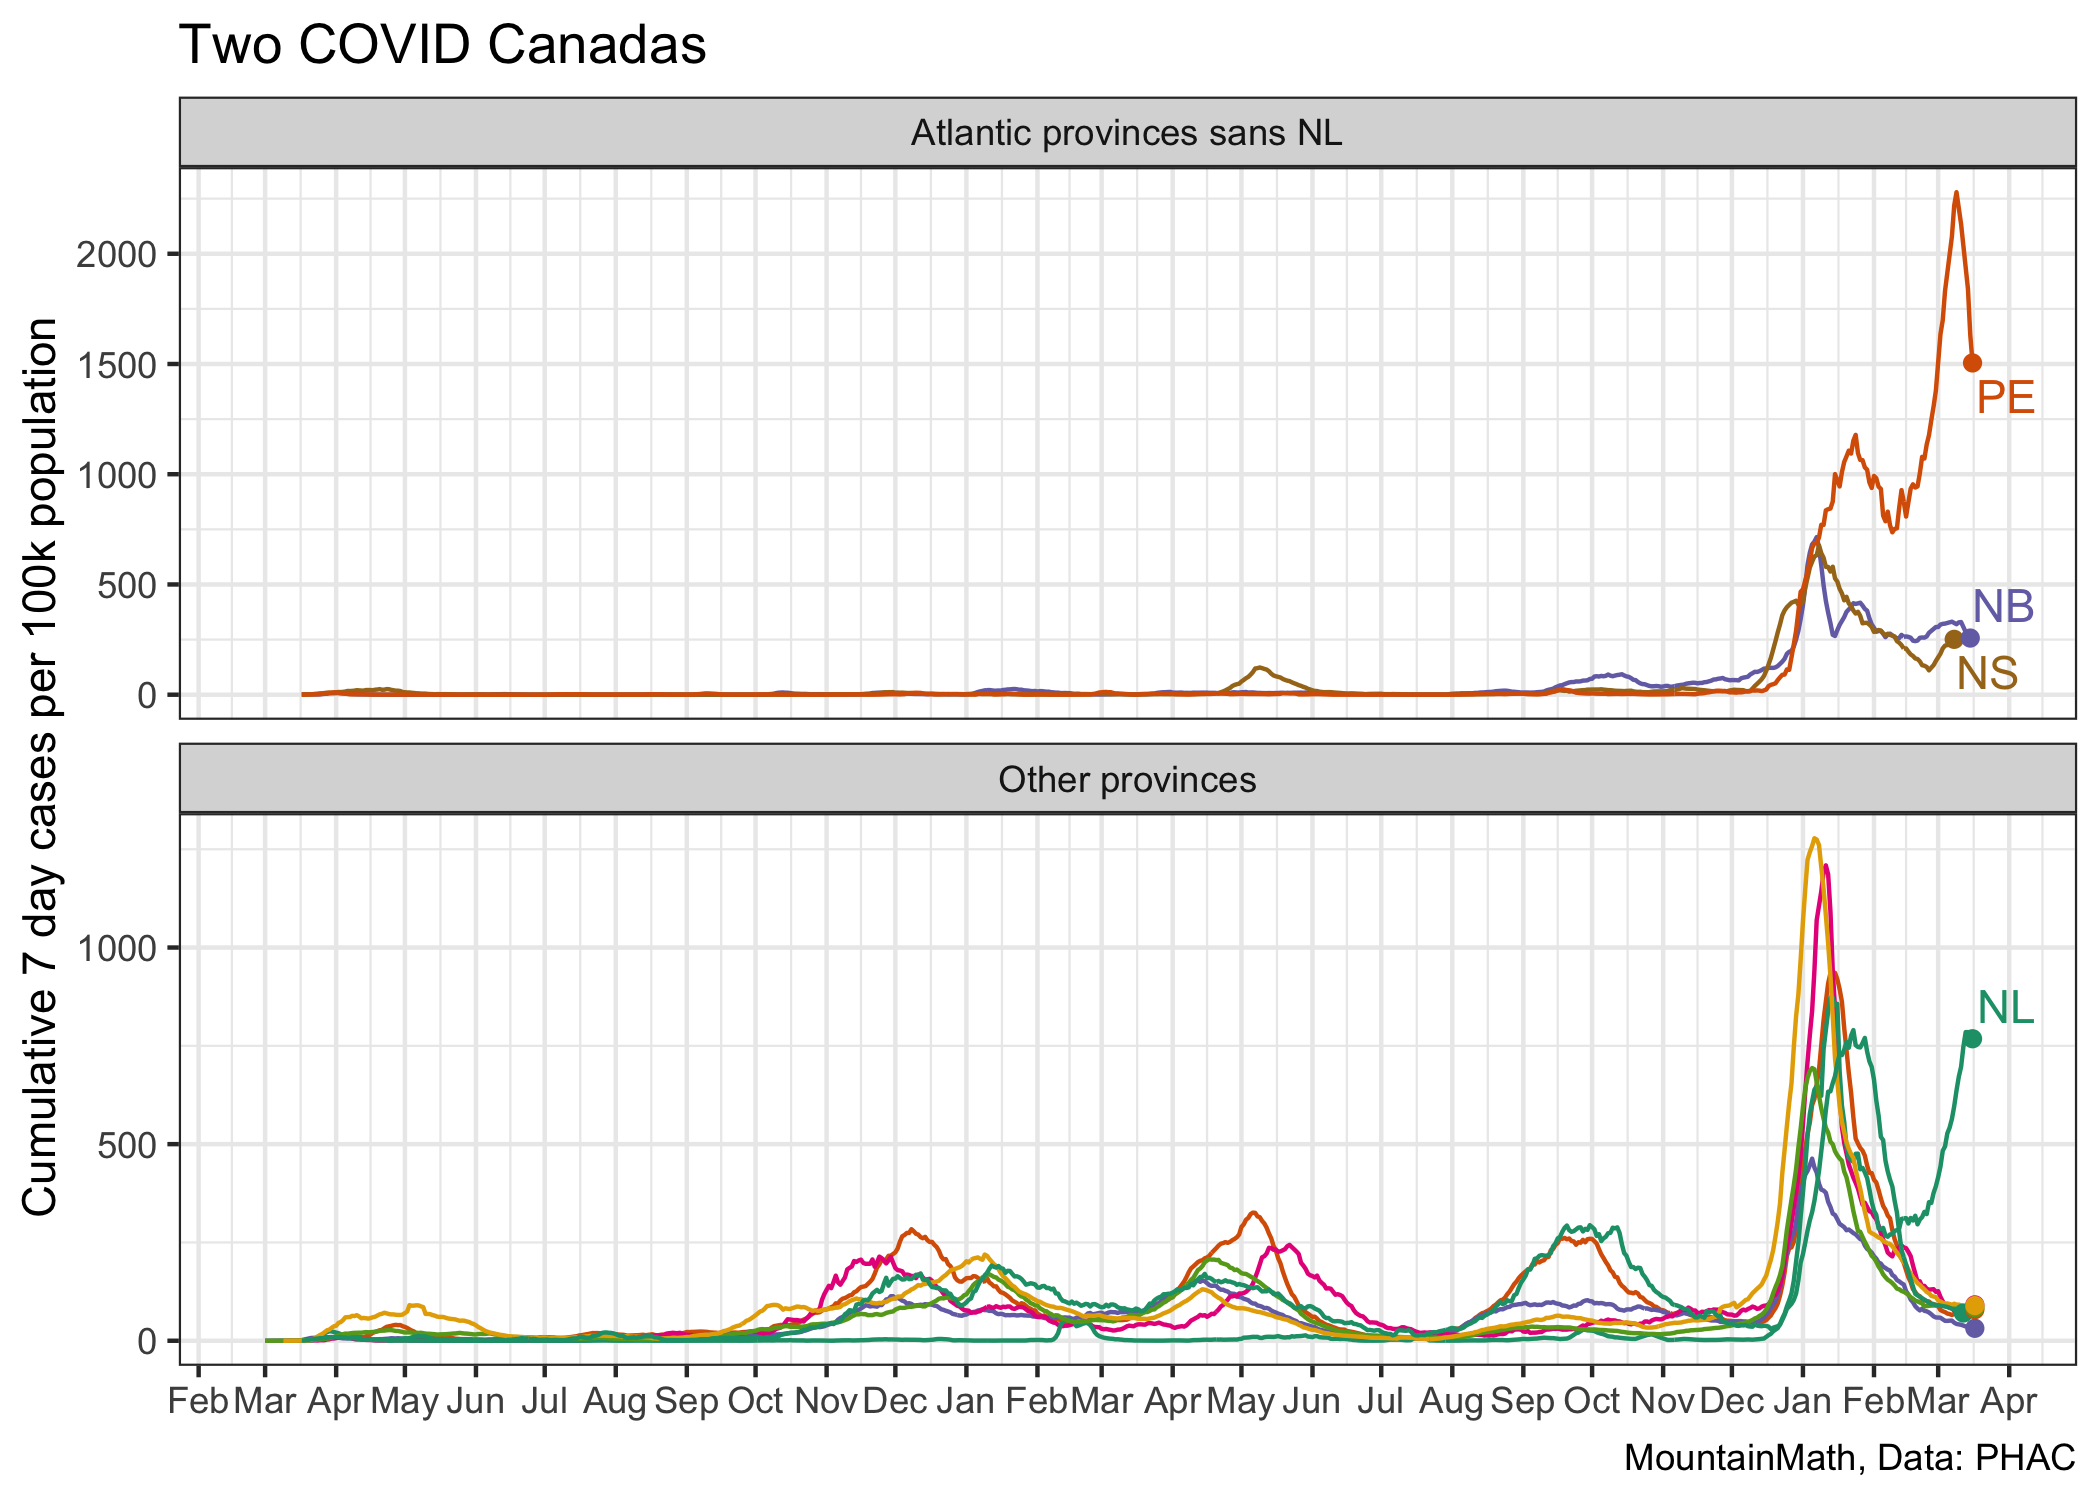 Two COVID Canadas
Atlantic provinces sans NL
Cumulative 7 day cases per 100k population
2000
1500
1000
500
0
PE
NB
NS
Other provinces
1000
500
0
NL
Feb Mar Apr May Jun Jul Aug Sep Oct Nov Dec Jan Feb Mar Apr May Jun Jul Aug Sep Oct Nov Dec Jan Feb Mar Apr
MountainMath, Data: PHAC